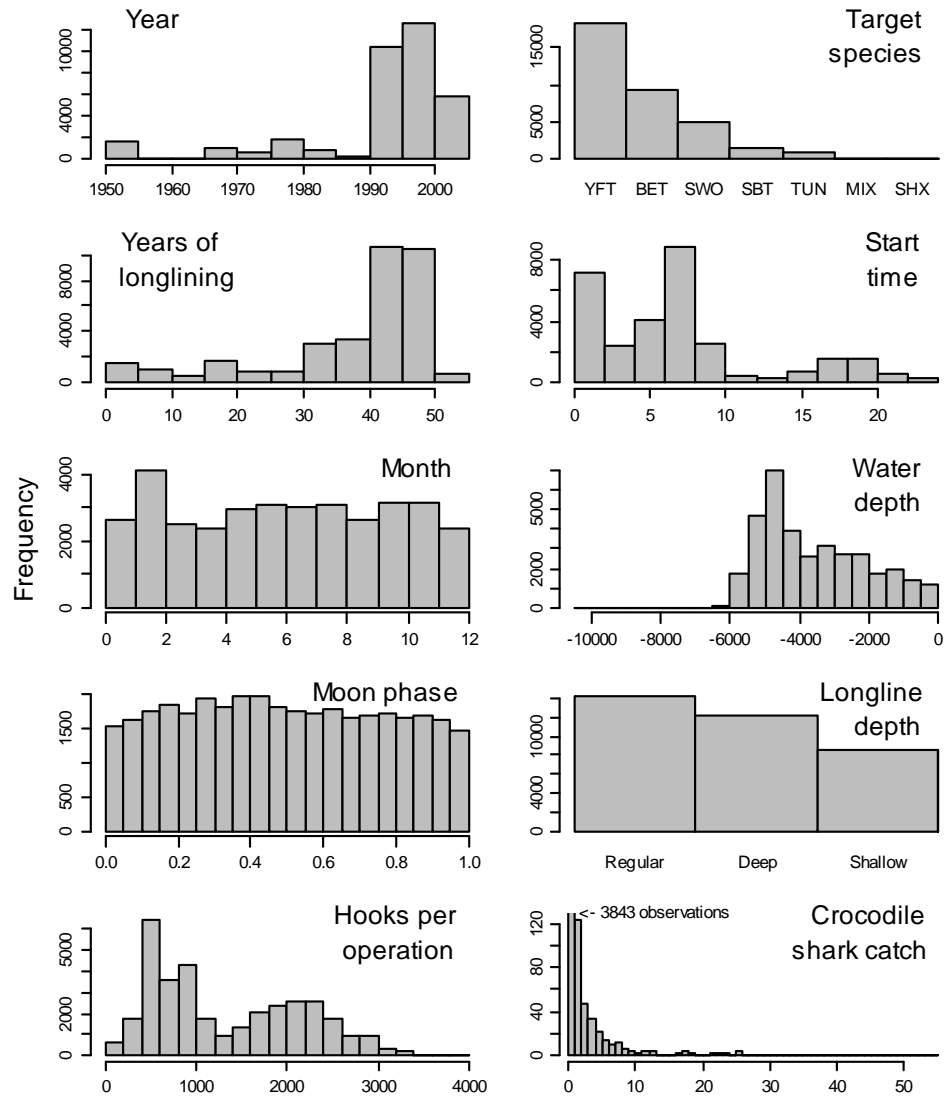 Year
0
4000
10000
1950
1960
1970
1980
1990
2000
Target
species
0
5000
15000
YFT
BET
SWO
SBT
TUN
MIX
SHX
Years of
longlining
0
4000
8000
0
10
20
30
40
50
Start
time
0
2000
4000
8000
0
5
10
15
20
Frequency
Month
0
2000
4000
0
2
4
6
8
10
12
Water
depth
0
2000
5000
-10000
-8000
-6000
-4000
-2000
0
Moon phase
0
500
1500
0.0
0.2
0.4
0.6
0.8
1.0
Longline
depth
0
4000
10000
Regular
Deep
Shallow
Hooks per
operation
0
2000
5000
0
1000
2000
3000
4000
<- 3843 observations
Crocodile
shark catch
0
40
80
120
0
10
20
30
40
50